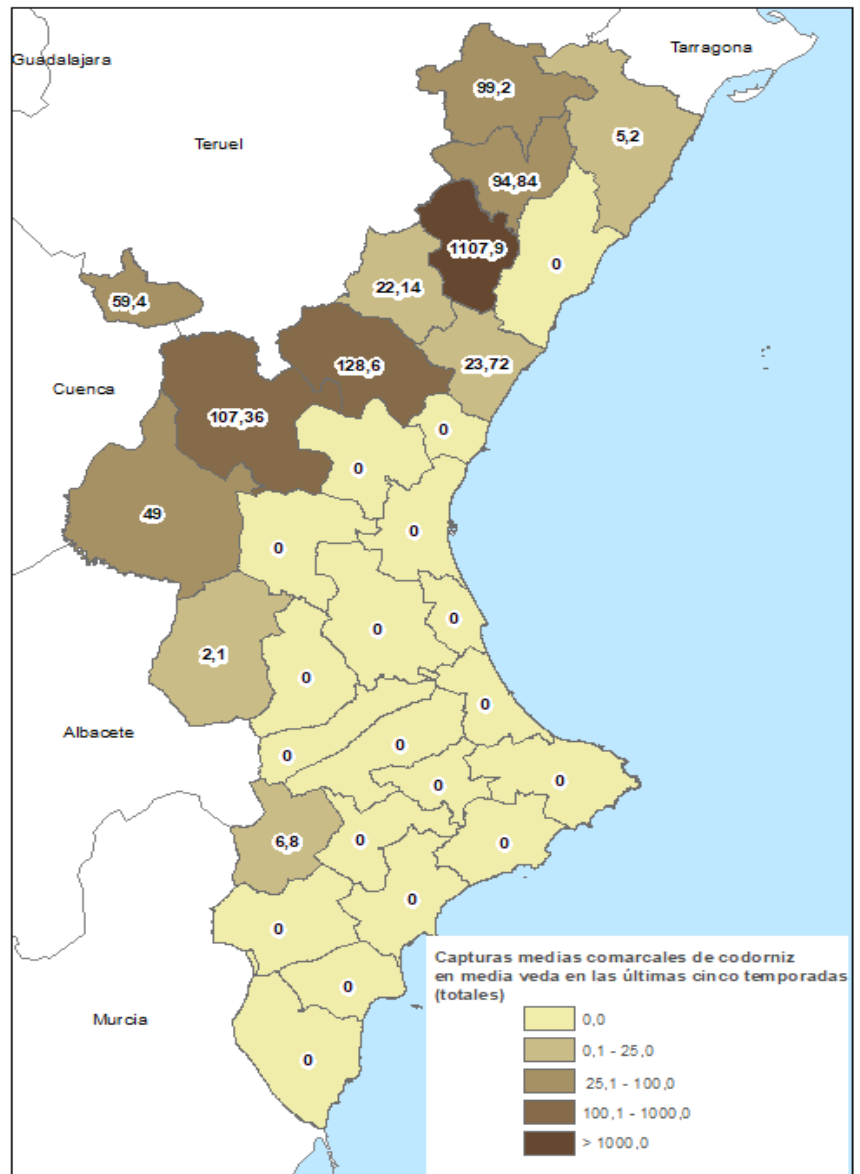 Tarragona
Guadalajara
99,2
Teruel
5,2
94,84
1107,9
0
22,14
59,4
128,6
23,72
Cuenca
107,36
0
0
49
0
0
0
0
2,1
0
0
Albacete
0
0
0
0
6,8
0
0
0
0
0
Murcia
0
Capturas medias comarcales de codorniz
en media veda en las últimas cinco temporadas
(totales)
0,0
0,1 - 25,0
25,1 - 100,0
100,1 - 1000,0
> 1000,0